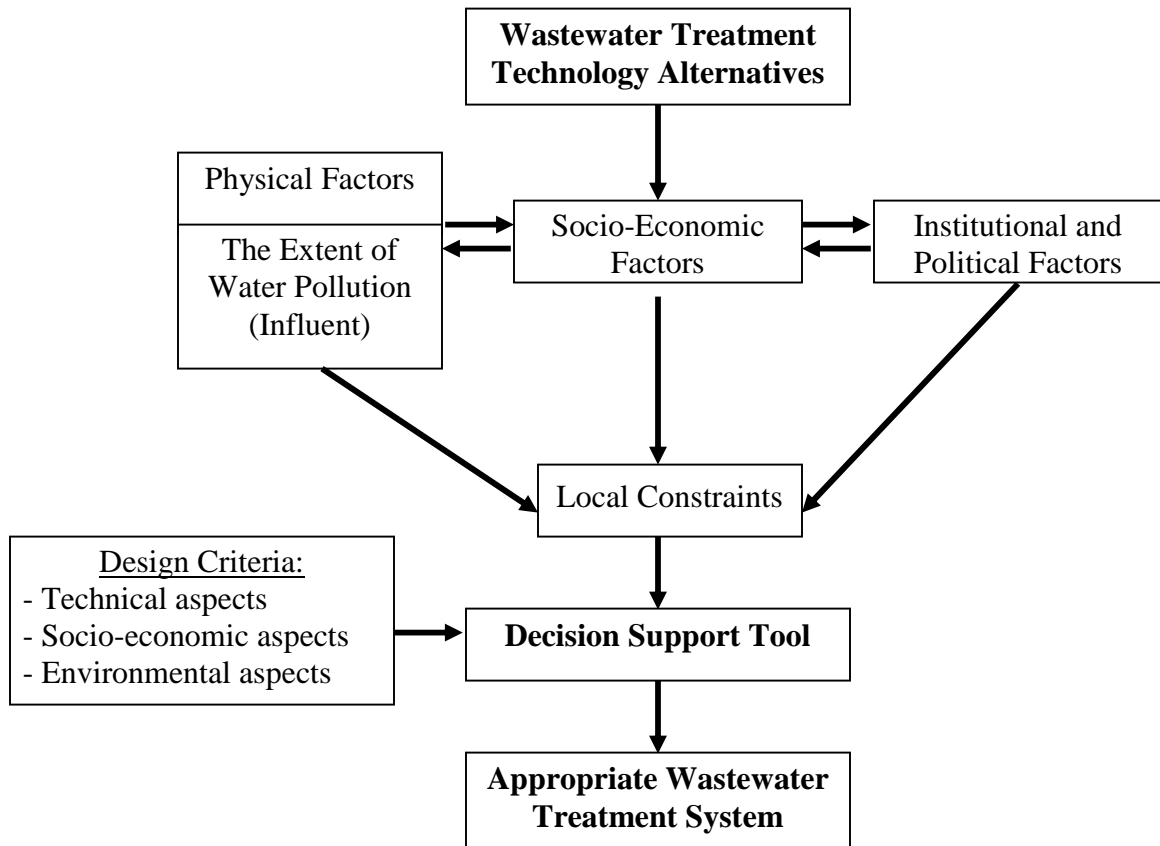 Wastewater Treatment
Technology Alternatives
Physical Factors
The Extent of
Water Pollution
(Influent)
Socio-Economic
Factors
Institutional and
Political Factors
Local Constraints
Design Criteria:
- Technical aspects
- Socio-economic aspects
- Environmental aspects
Decision Support Tool
Appropriate Wastewater
Treatment System